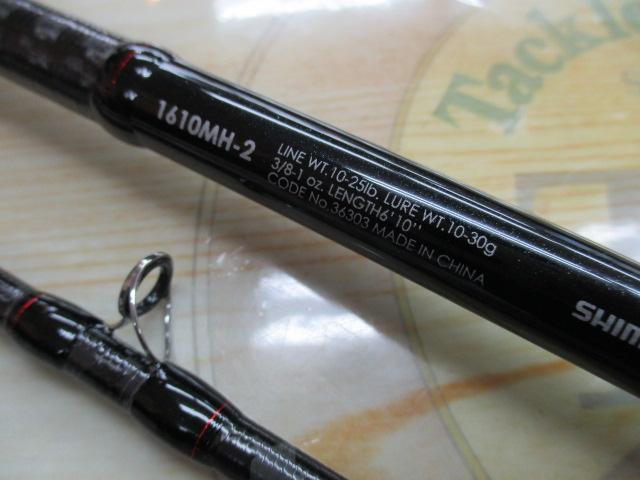 1610MH-2
LINE WT.10-25lb. LURE WT.10-30g
3/8-1 oz. LENGTH6'10"
CODE No.36303 MADE IN CHINA
SHIM
Tackle